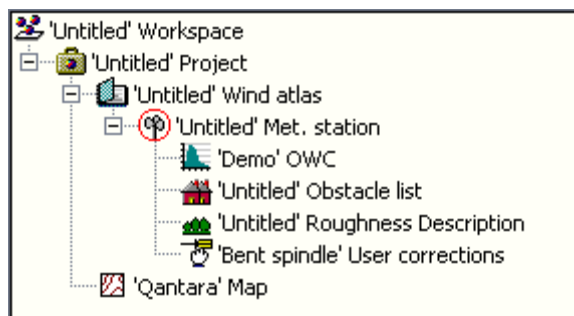 'Untitled' Workspace
'Untitled' Project
'Untitled' Wind atlas
'Untitled' Met. station
'Demo' OWC
'Untitled' Obstacle list
'Untitled' Roughness Description
'Bent spindle' User corrections
'Qantara' Map